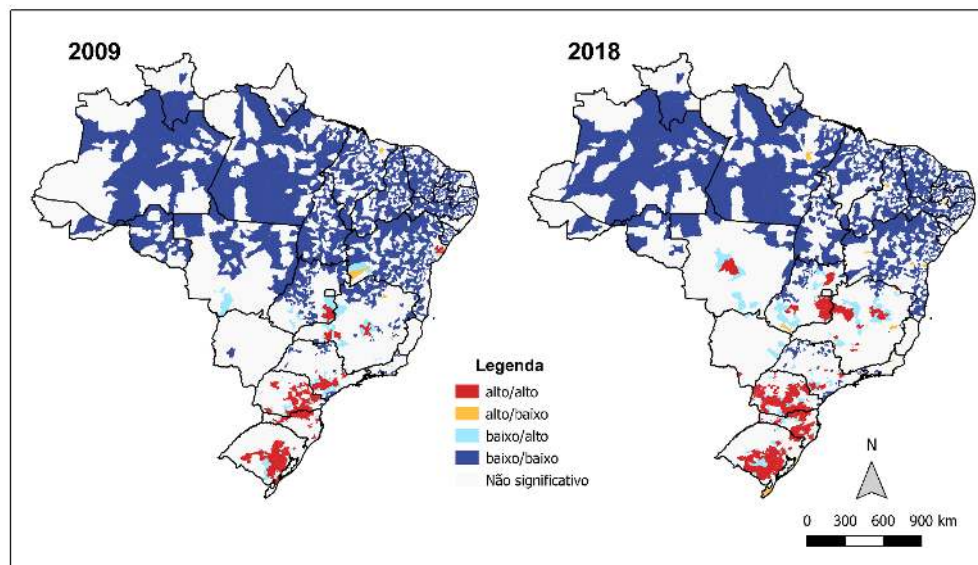 2009
2018
Legenda
alto/alto
alto/baixo
baixo/alto
baixo/baixo
Não significativo
N
0 300 600 900 km